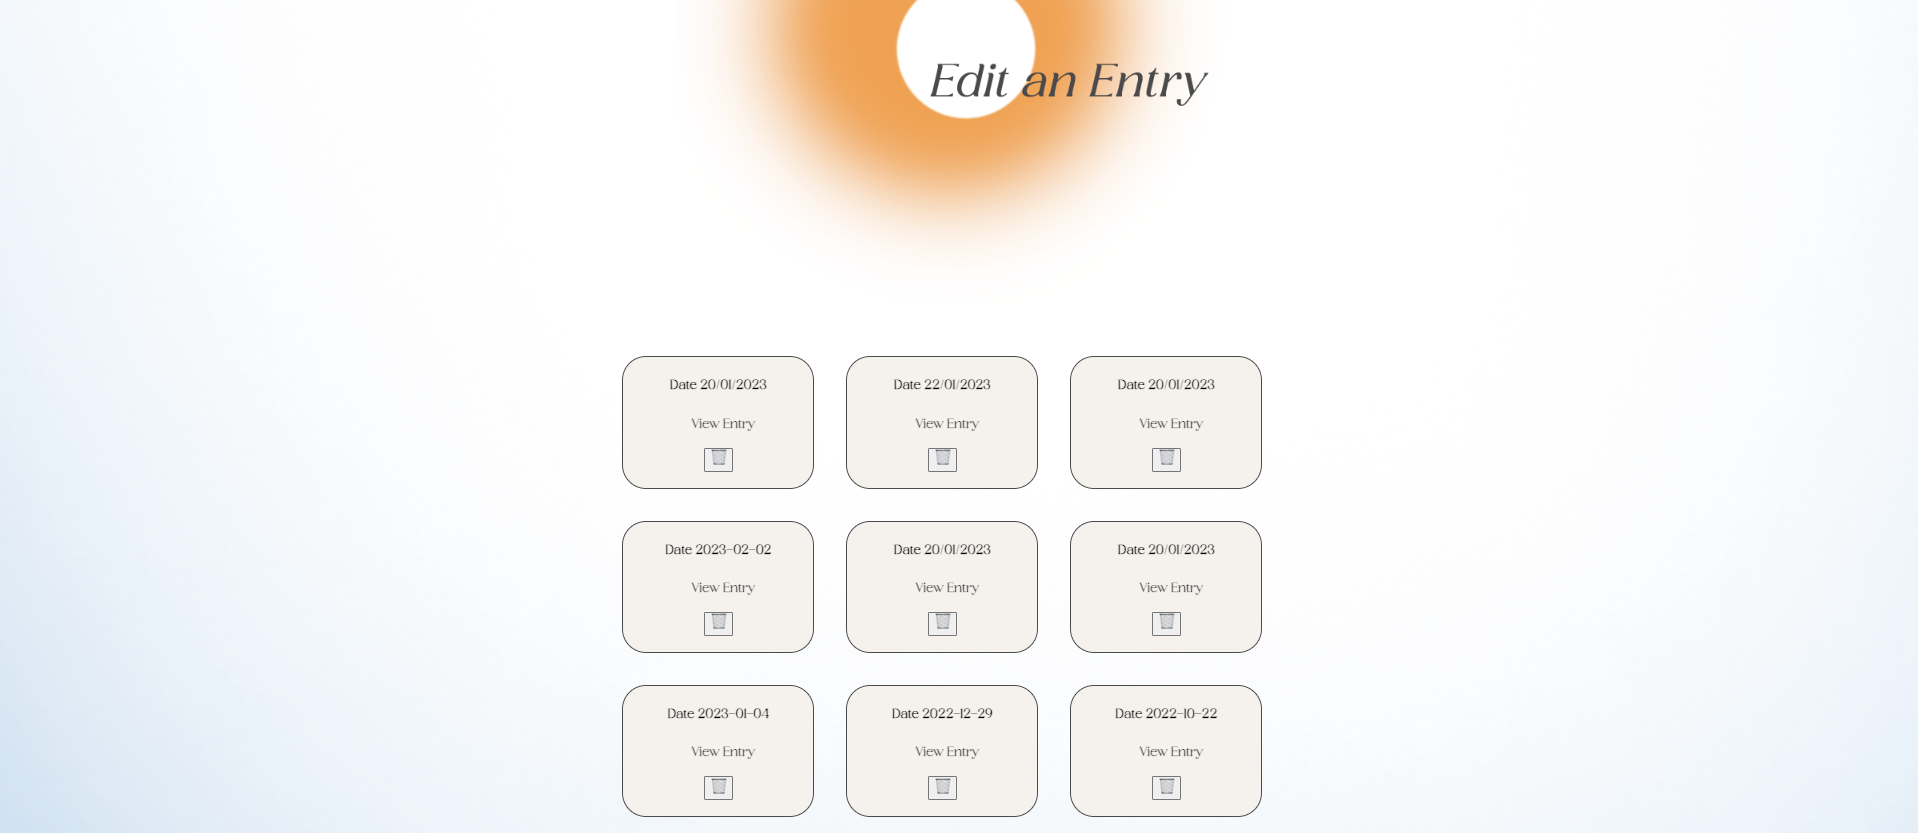 Edit an Entry
Date 20/01/2023
View Entry
Date 22/01/2023
View Entry
Date 20/01/2023
View Entry
Date 2023-02-02
View Entry
Date 20/01/2023
View Entry
Date 20/01/2023
View Entry
Date 2023-01-04
View Entry
Date 2022-12-29
View Entry
Date 2022-10-22
View Entry